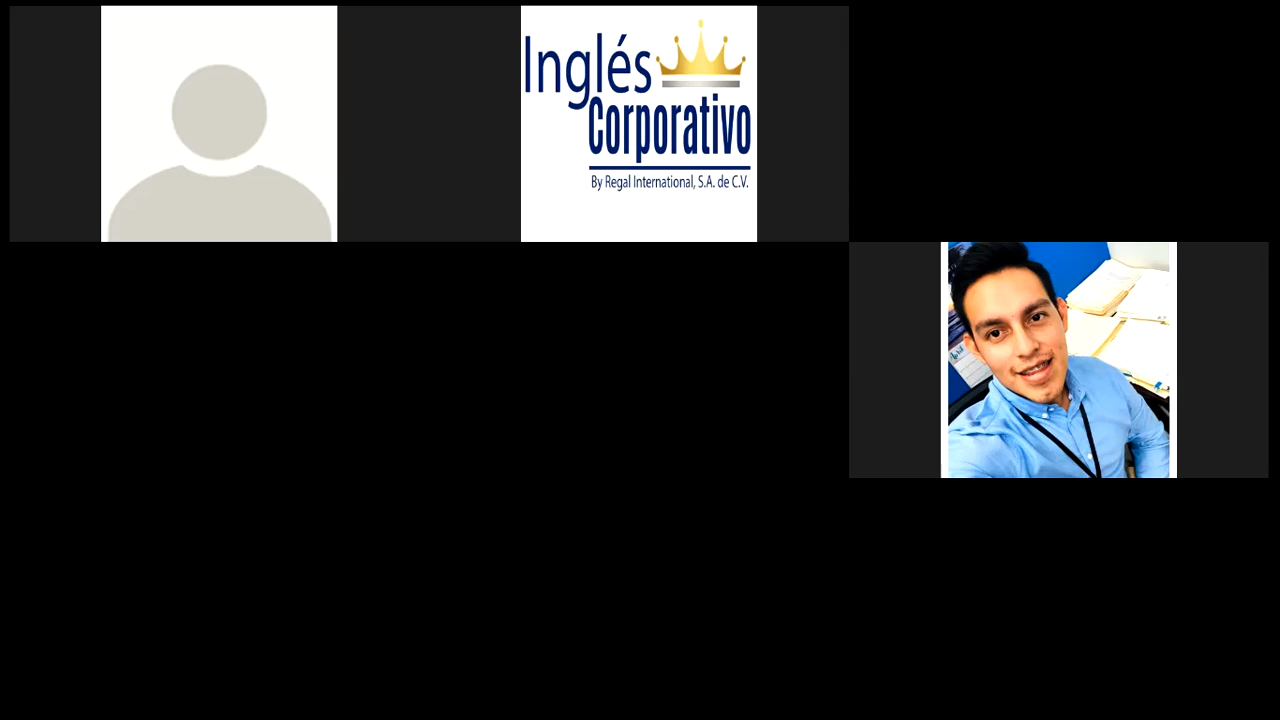 Inglés
Corporativo
By Regal International, S.A. de C.V.